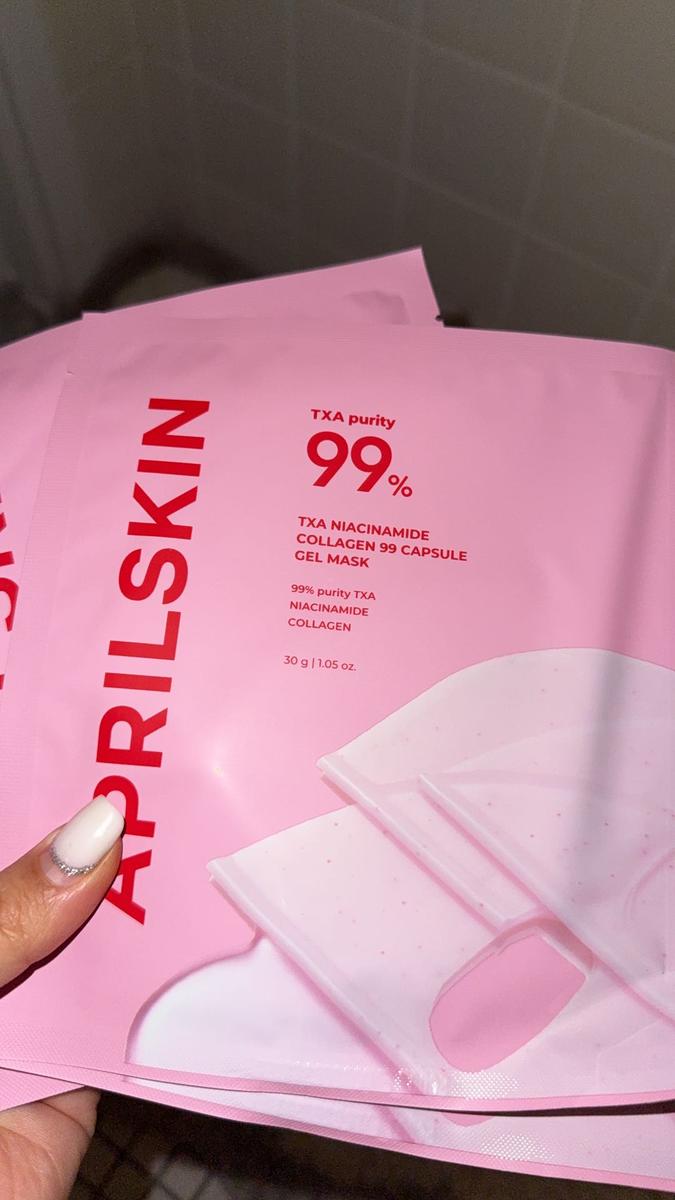 APRILSKIN
TXA purity
99%
TXA NIACINAMIDE
COLLAGEN 99 CAPSULE
GEL MASK
99% purity TXA
NIACINAMIDE
COLLAGEN
30 g | 1.05 oz.